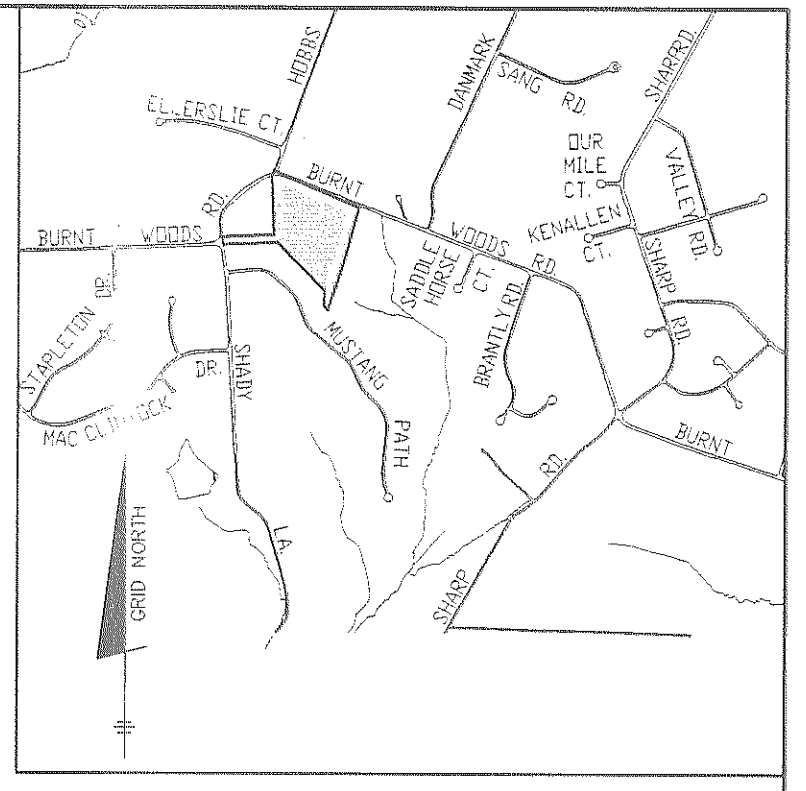 HOBBS
DANMARK
SANG RD.
SHARP RD.
ELLERSLIE CT.
OUR
MILE
CT.
VALLEY RD.
BURNT WOODS RD.
BURNT WOODS RD.
KENALLEN
CT.
SADDLE
HORSE CT.
BRANTLY RD.
SHARP RD.
STAPLETON DR.
MUSTANG PATH
SHADY LA.
DR.
BURNT
SHARP RD.
GRID NORTH